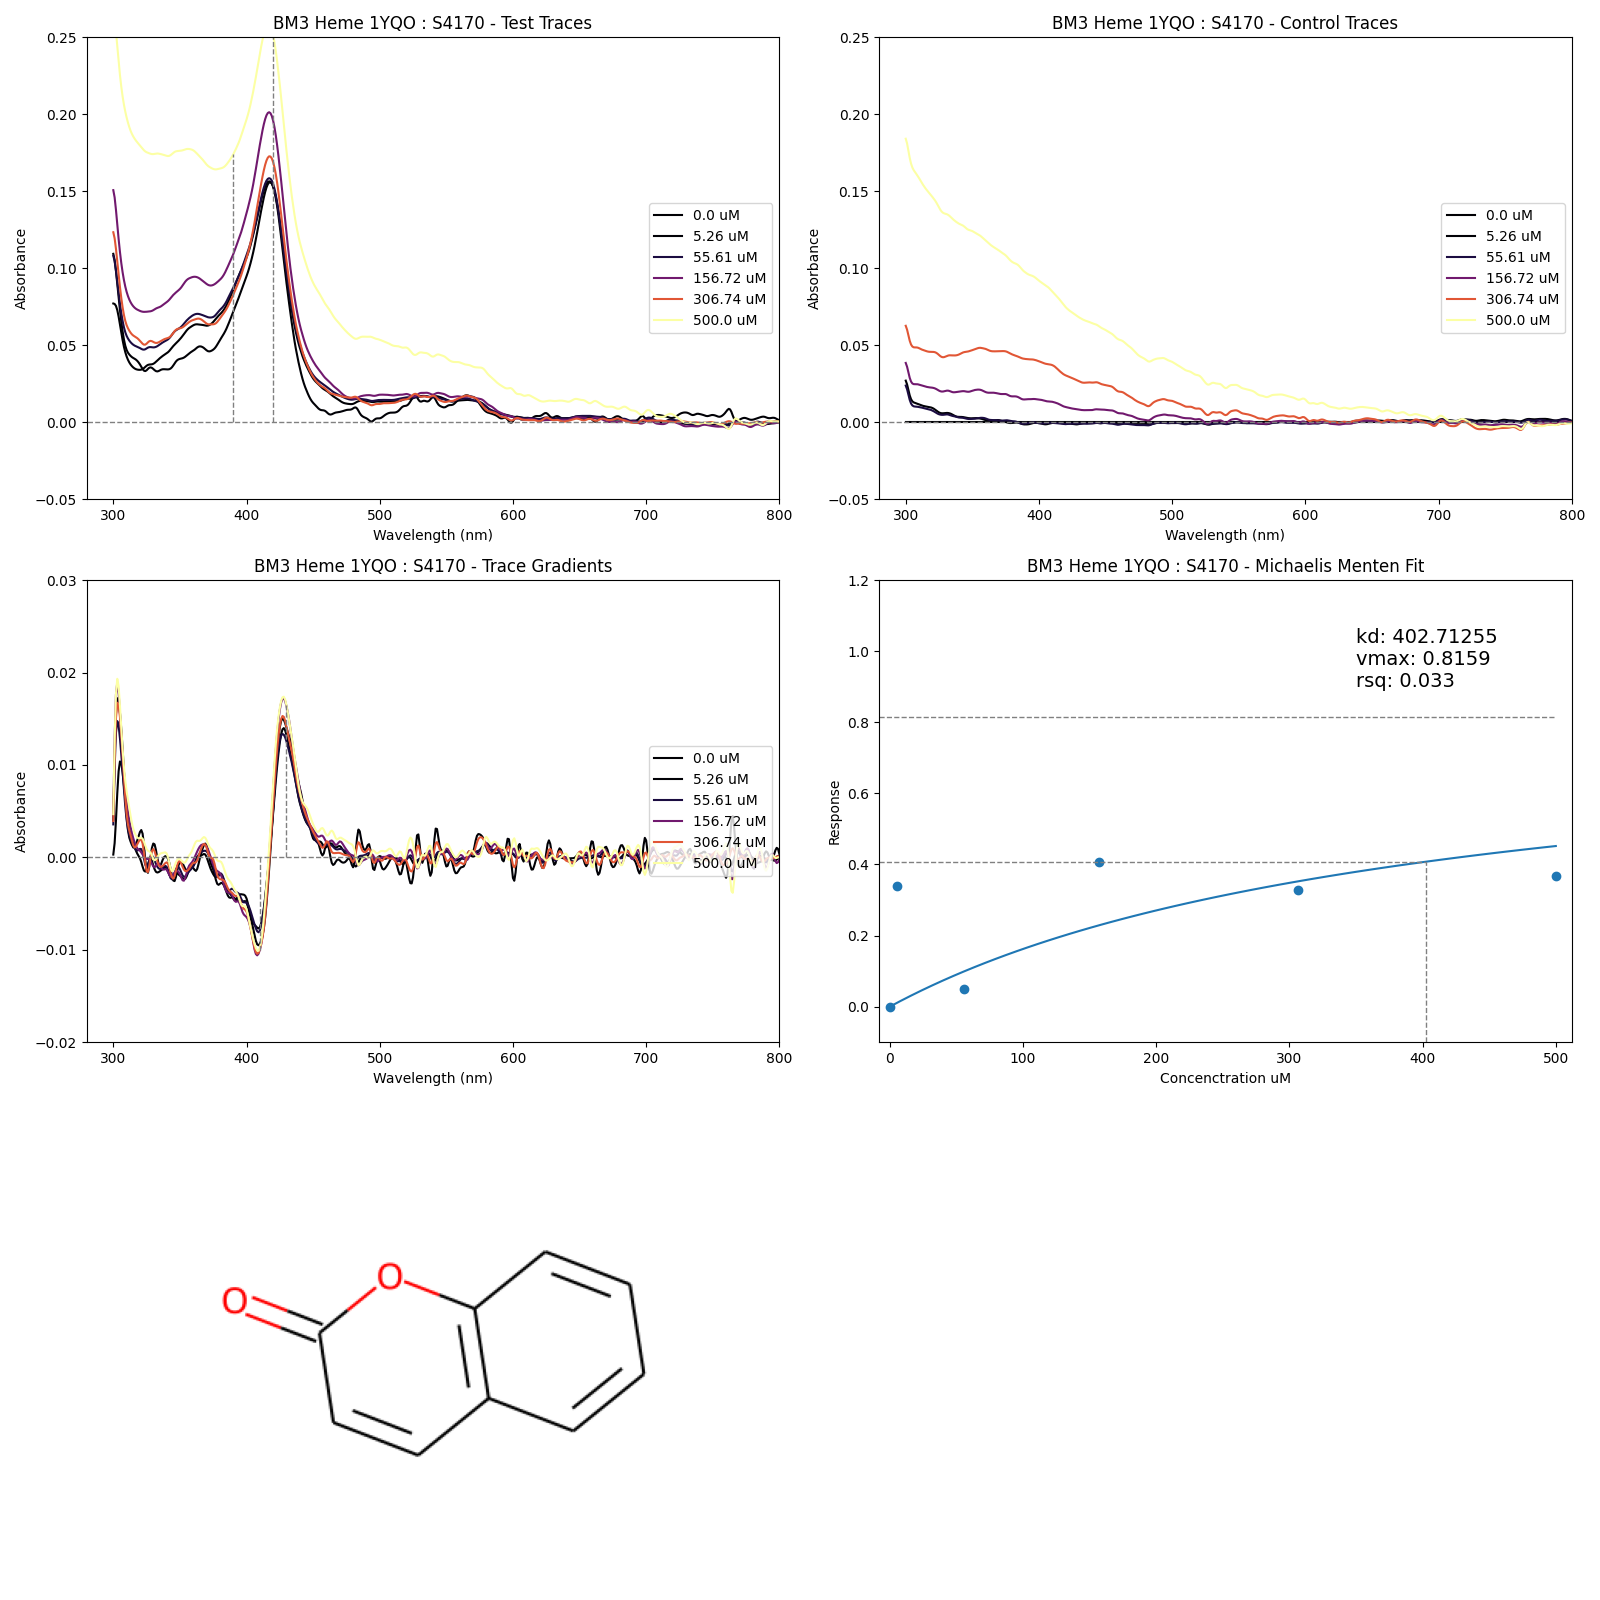 BM3 Heme 1YQO : S4170 - Test Traces
0.25
0.20
0.15
0.10
0.05
0.00
−0.05
Absorbance
300 400 500 600 700 800
Wavelength (nm)
0.0 uM
5.26 uM
55.61 uM
156.72 uM
306.74 uM
500.0 uM
BM3 Heme 1YQO : S4170 - Control Traces
0.25
0.20
0.15
0.10
0.05
0.00
−0.05
Absorbance
300 400 500 600 700 800
Wavelength (nm)
0.0 uM
5.26 uM
55.61 uM
156.72 uM
306.74 uM
500.0 uM
BM3 Heme 1YQO : S4170 - Trace Gradients
0.03
0.02
0.01
0.00
−0.01
−0.02
Absorbance
300 400 500 600 700 800
Wavelength (nm)
0.0 uM
5.26 uM
55.61 uM
156.72 uM
306.74 uM
500.0 uM
BM3 Heme 1YQO : S4170 - Michaelis Menten Fit
1.2
1.0
0.8
0.6
0.4
0.2
0.0
Response
kd: 402.71255
vmax: 0.8159
rsq: 0.033
0 100 200 300 400 500
Concenctration uM
O
O